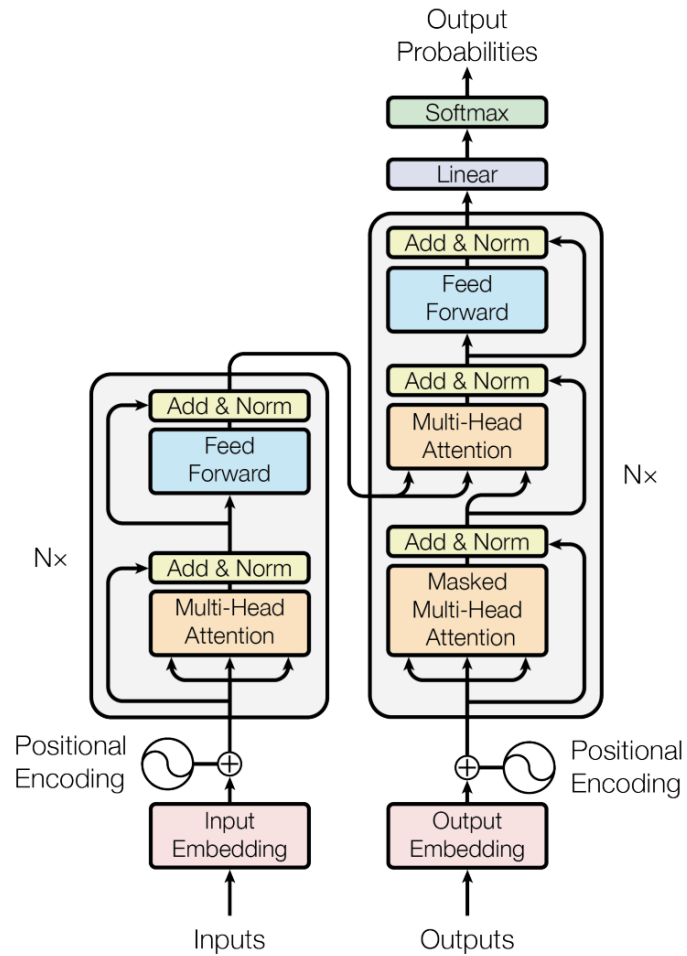 Output
Probabilities
Softmax
Linear
Add & Norm
Feed
Forward
Add & Norm
Multi-Head
Attention
Add & Norm
Masked
Multi-Head
Attention
N×
Add & Norm
Feed
Forward
Add & Norm
Multi-Head
Attention
N×
Positional
Encoding
Positional
Encoding
Input
Embedding
Output
Embedding
Inputs
Outputs